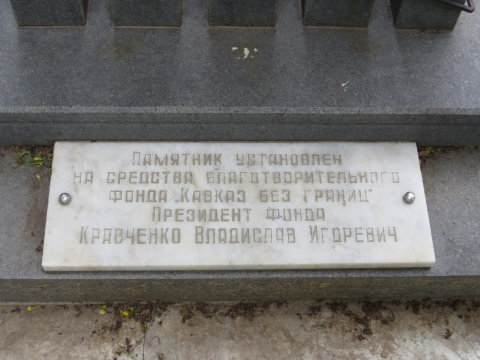 Памятник установлен
на средства благотворительного
фонда „Кавказ без границ"
Президент фонда
Кравченко Владислав Игоревич